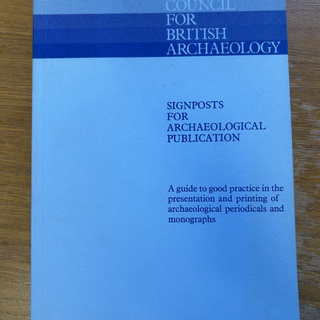 COUNCIL
FOR
BRITISH
ARCHAEOLOGY
SIGNPOSTS
FOR
ARCHAEOLOGICAL
PUBLICATION
A guide to good practice in the
presentation and printing of
archaeological periodicals and
monographs